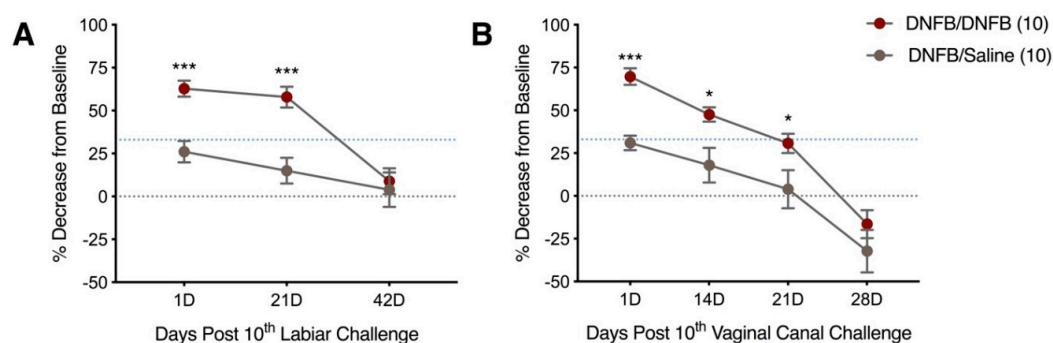 A
% Decrease from Baseline
100
75
50
25
0
-25
-50
***
***
1D
21D
42D
Days Post 10th Labiar Challenge
B
% Decrease from Baseline
100
75
50
25
0
-25
-50
***
*
*
1D
14D
21D
28D
Days Post 10th Vaginal Canal Challenge
DNFB/DNFB (10)
DNFB/Saline (10)